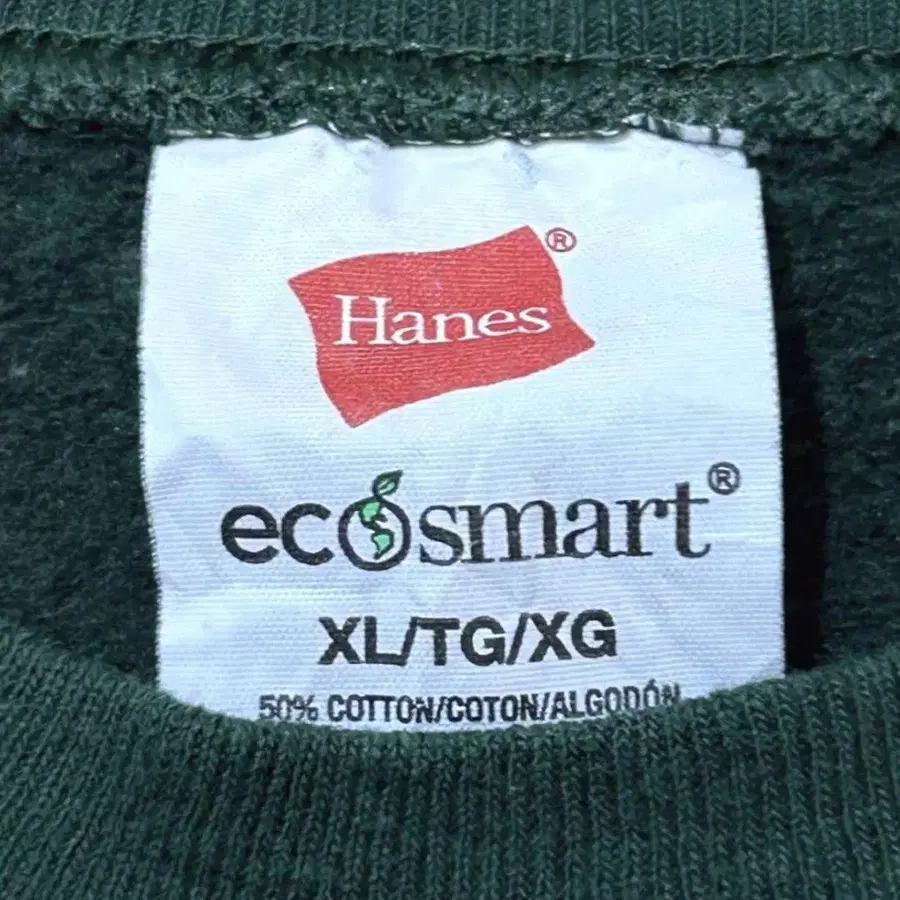 Hanes®
ecosmart®
XL/TG/XG
50% COTTON/COTON/ALGODÓN